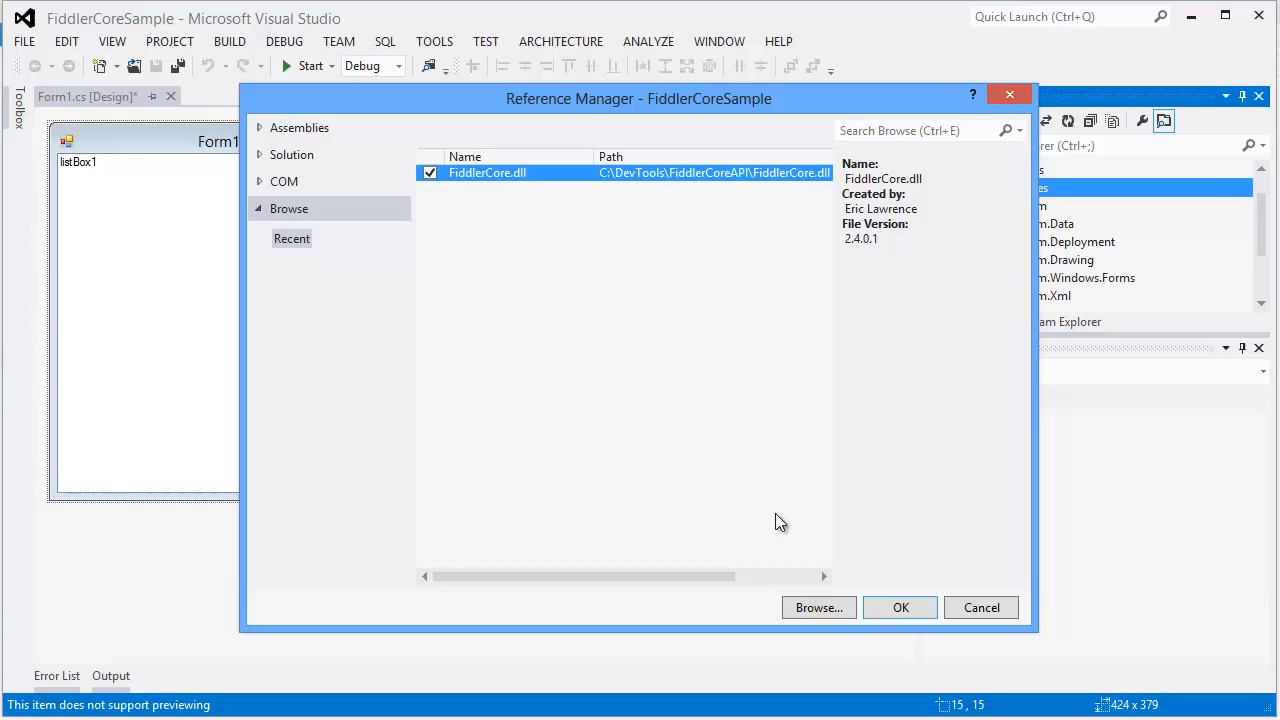 FiddlerCoreSample - Microsoft Visual Studio
Quick Launch (Ctrl+Q)
FILE EDIT VIEW PROJECT BUILD DEBUG TEAM SQL TOOLS TEST ARCHITECTURE ANALYZE WINDOW HELP
Start Debug
Toolbox
Form1.cs [Design]*
Form1
listBox1
Reference Manager - FiddlerCoreSample
?
Assemblies
Solution
COM
Browse
Recent
Name Path
FiddlerCore.dll C:\DevTools\FiddlerCoreAPI\FiddlerCore.dll
Search Browse (Ctrl+E)
Name:
FiddlerCore.dll
Created by:
Eric Lawrence
File Version:
2.4.0.1
Browse... OK Cancel
rer (Ctrl+;)
s
es
m
m.Data
m.Deployment
m.Drawing
m.Windows.Forms
m.Xml
am Explorer
Error List Output
This item does not support previewing
15 , 15
424 x 379